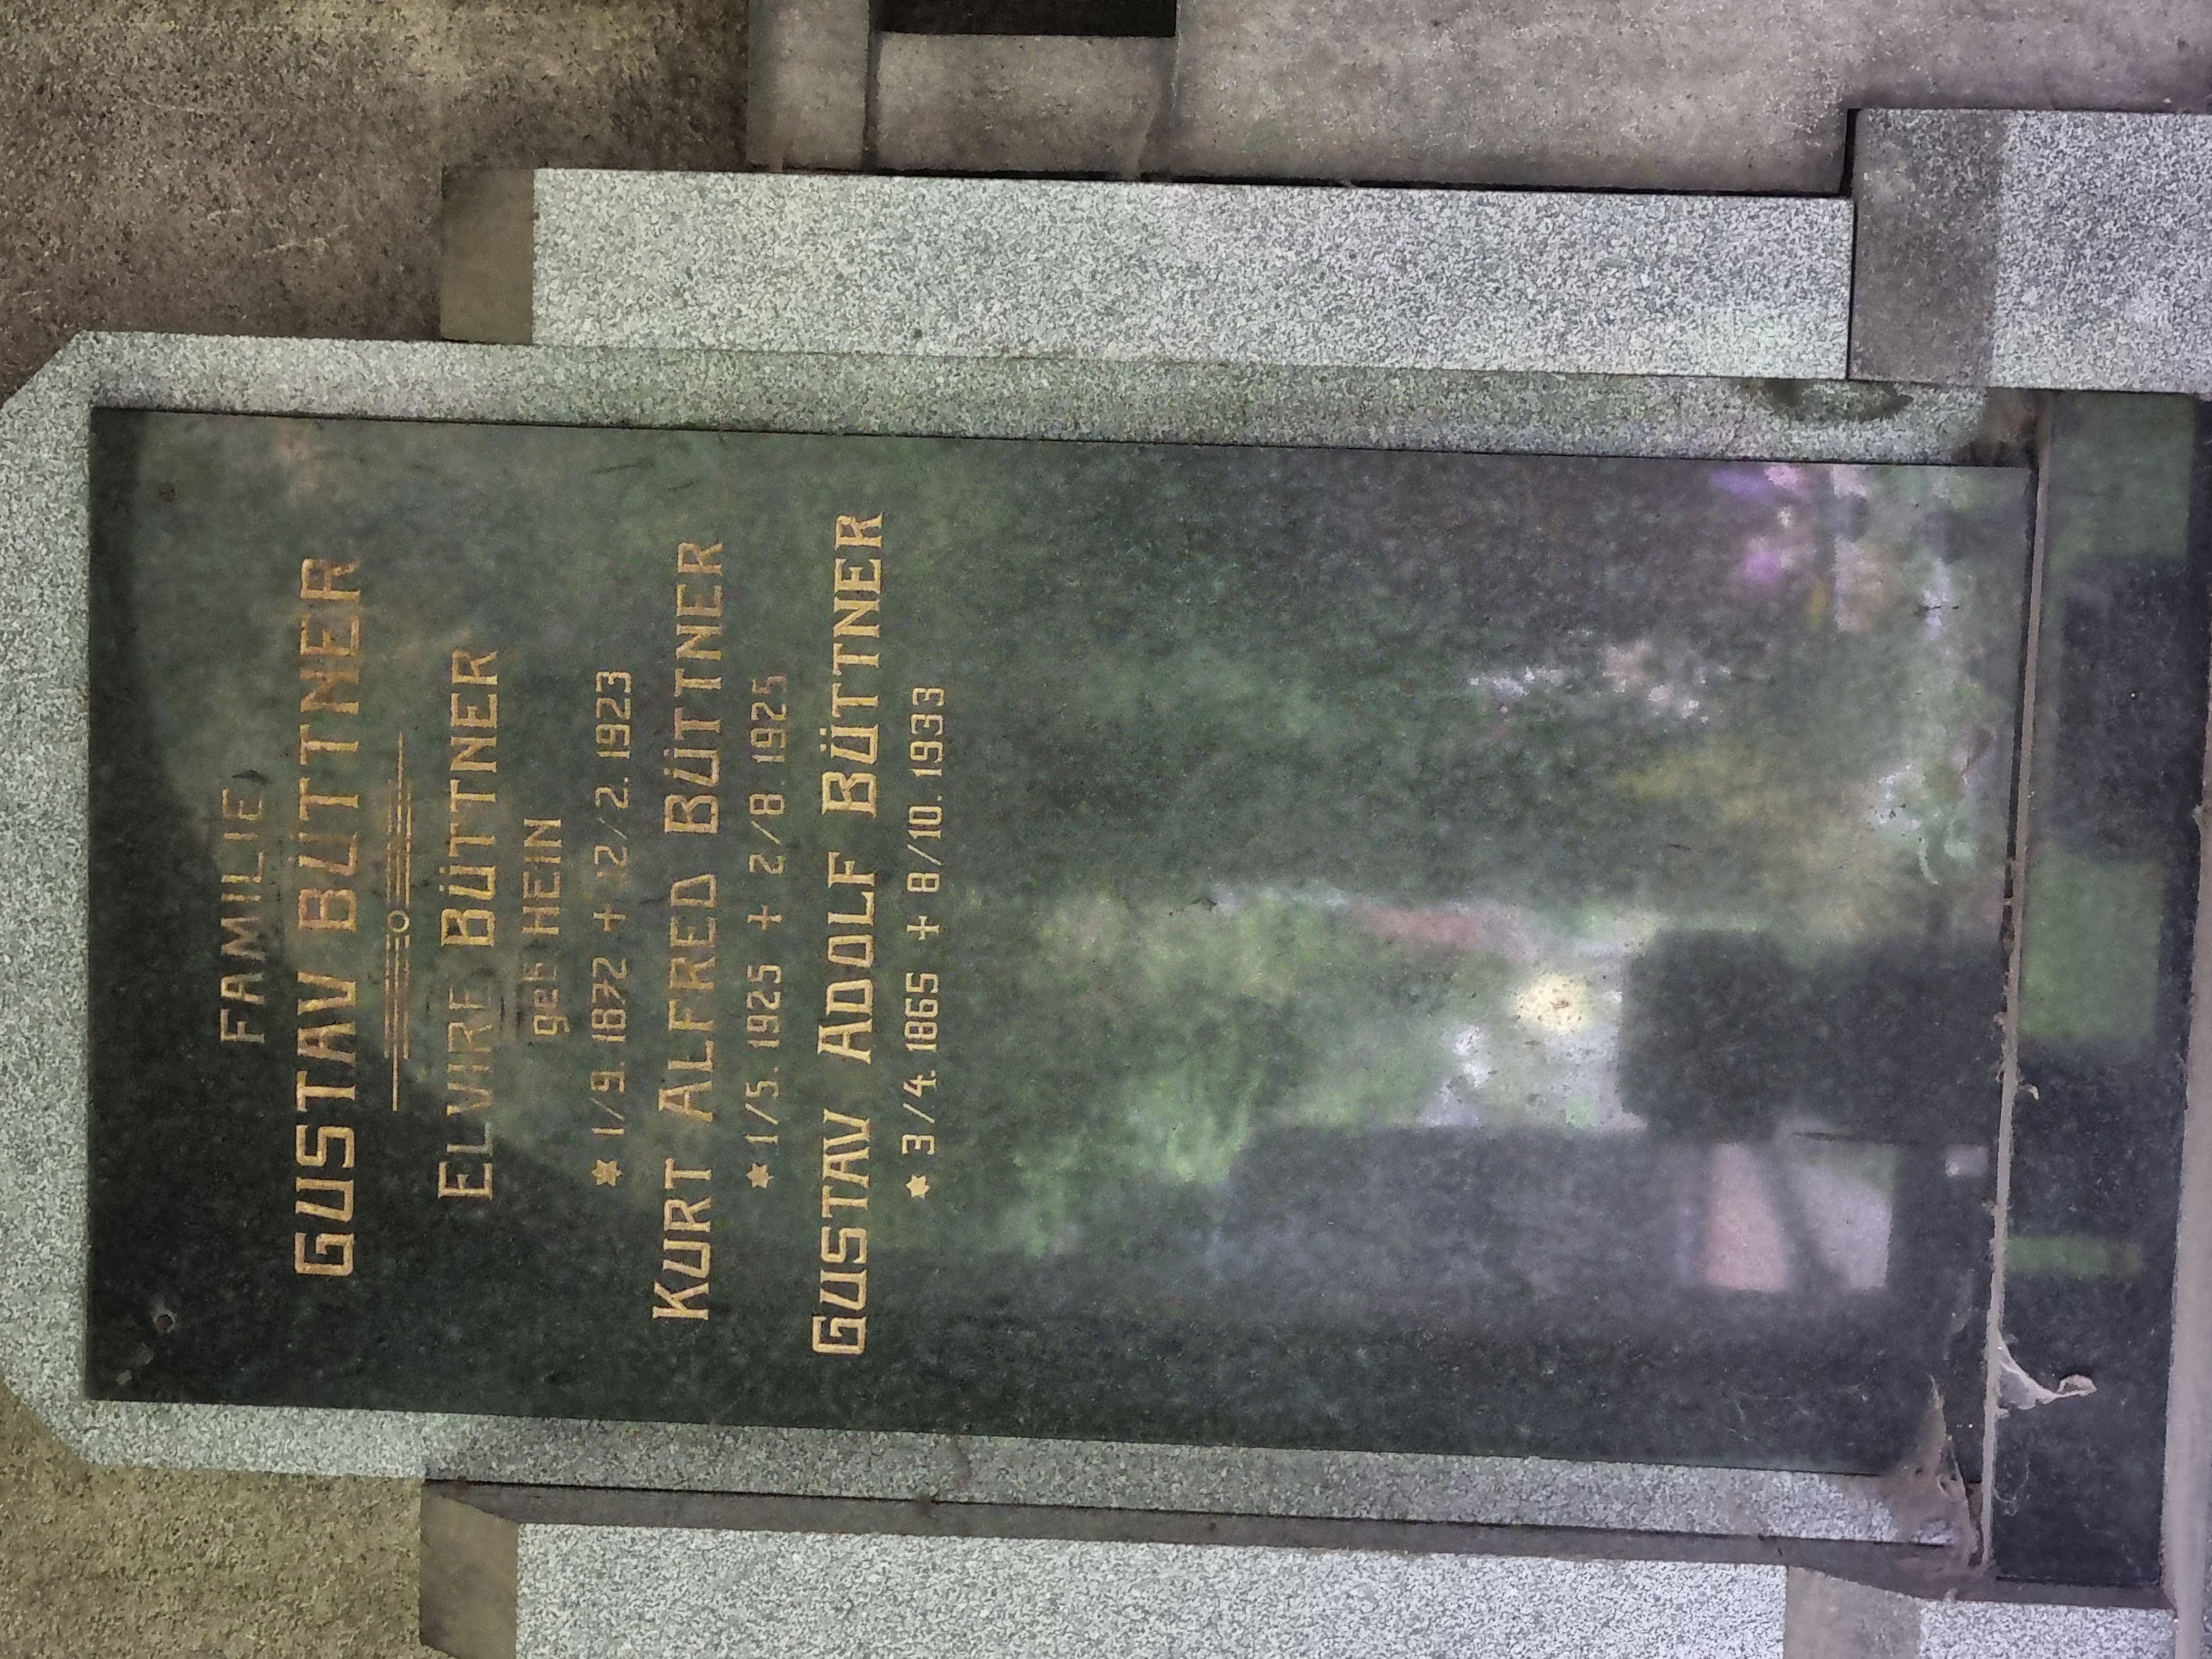 FAMILIE
GUSTAV BÜTTNER
ELVIRE BÜTTNER
geb HEIN
* 1/9. 1872 + 12/2. 1923
KURT ALFRED BÜTTNER
* 1/5. 1925 + 2/8. 1925
GUSTAV ADOLF BÜTTNER
* 3/4. 1865 + 8/10. 1933